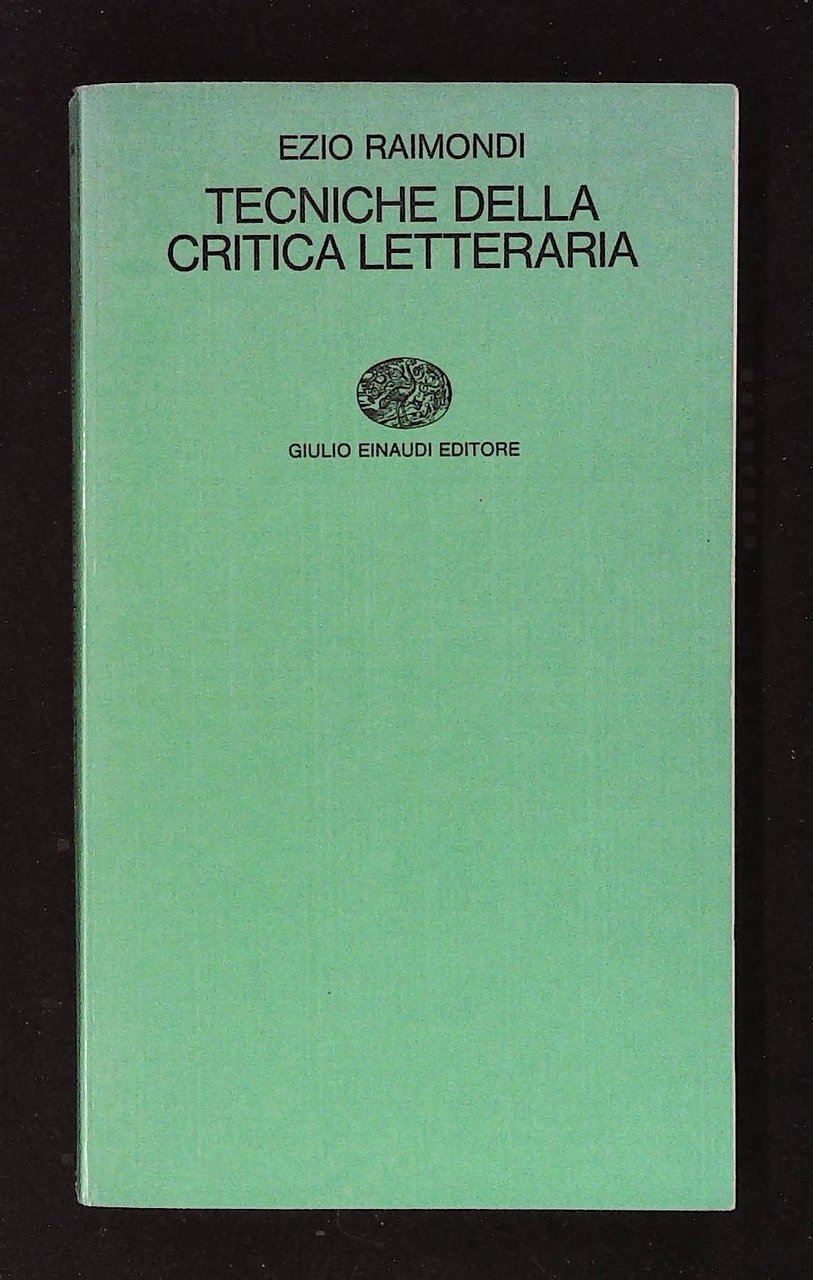 EZIO RAIMONDI
TECNICHE DELLA
CRITICA LETTERARIA
GIULIO EINAUDI EDITORE